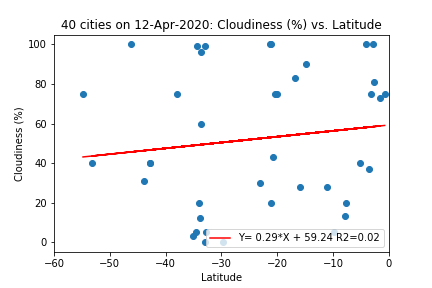 40 cities on 12-Apr-2020: Cloudiness (%) vs. Latitude
Cloudiness (%)
100
80
60
40
20
0
Y= 0.29*X + 59.24 R2=0.02
−60 −50 −40 −30 −20 −10 0
Latitude